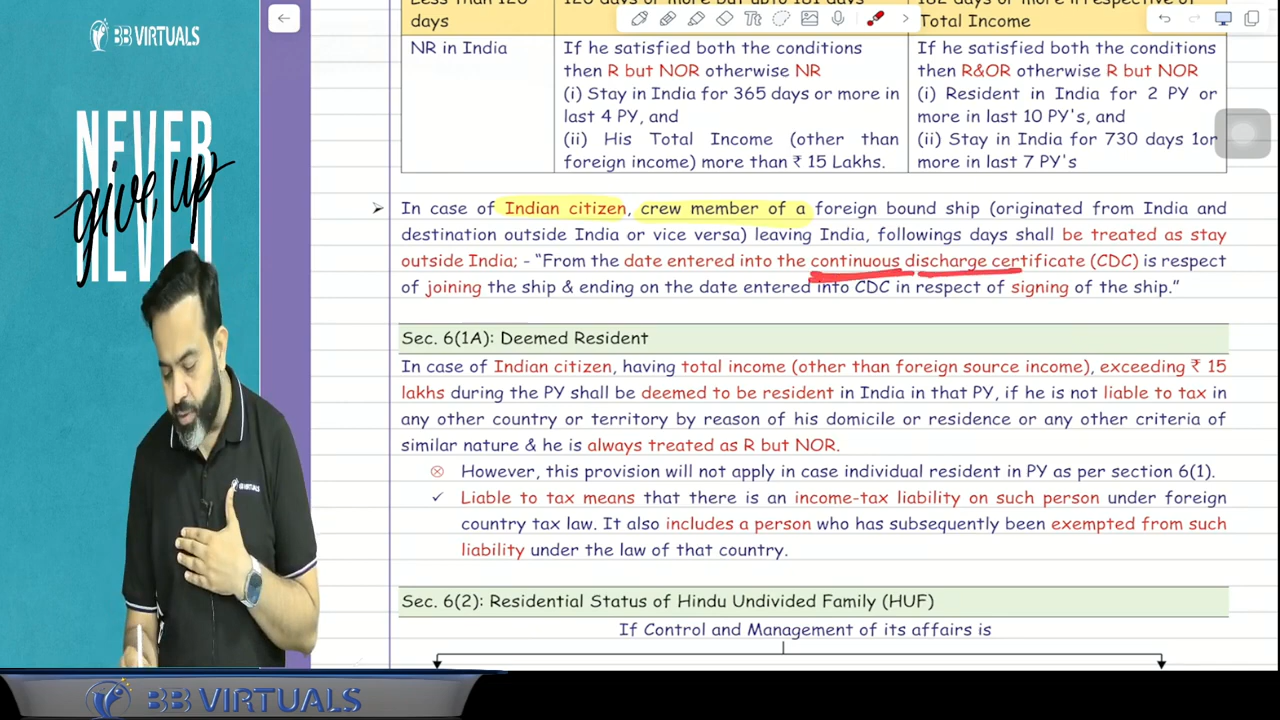 BB VIRTUALS
NEVER
give up
NEVER
days
Total Income
NR in India
If he satisfied both the conditions
then R but NOR otherwise NR
(i) Stay in India for 365 days or more in
last 4 PY, and
(ii) His Total Income (other than
foreign income) more than ₹ 15 Lakhs.
If he satisfied both the conditions
then R&OR otherwise R but NOR
(i) Resident in India for 2 PY or
more in last 10 PY's, and
(ii) Stay in India for 730 days 1or
more in last 7 PY's
➢ In case of Indian citizen, crew member of a foreign bound ship (originated from India and
destination outside India or vice versa) leaving India, followings days shall be treated as stay
outside India; - “From the date entered into the continuous discharge certificate (CDC) is respect
of joining the ship & ending on the date entered into CDC in respect of signing of the ship.”
Sec. 6(1A): Deemed Resident
In case of Indian citizen, having total income (other than foreign source income), exceeding ₹ 15
lakhs during the PY shall be deemed to be resident in India in that PY, if he is not liable to tax in
any other country or territory by reason of his domicile or residence or any other criteria of
similar nature & he is always treated as R but NOR.
However, this provision will not apply in case individual resident in PY as per section 6(1).
✓ Liable to tax means that there is an income-tax liability on such person under foreign
country tax law. It also includes a person who has subsequently been exempted from such
liability under the law of that country.
Sec. 6(2): Residential Status of Hindu Undivided Family (HUF)
If Control and Management of its affairs is
BB VIRTUALS
BB VIRTUALS